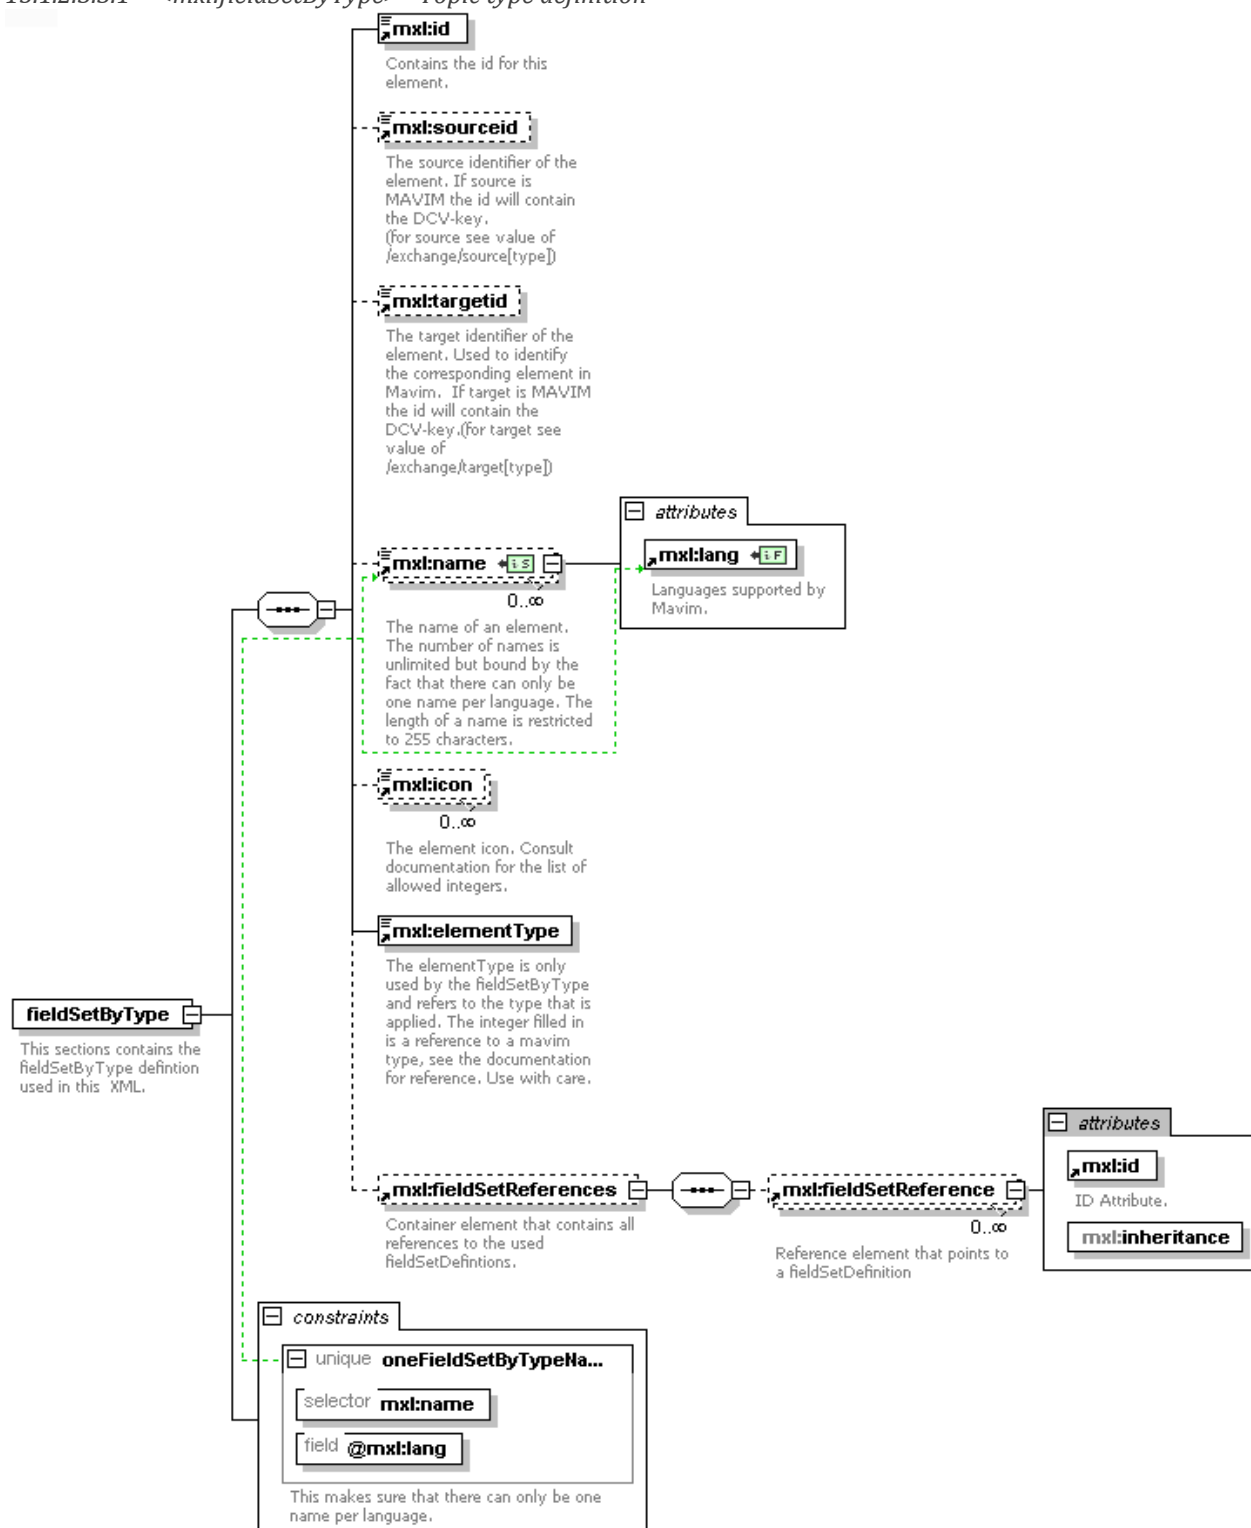 13.1.2.3.3.1 <mxl:fieldSetByType> - Topic type definition
mxl:id
Contains the id for this
element.
mxl:sourceid
The source identifier of the
element. If source is
MAVIM the id will contain
the DCV-key.
(for source see value of
/exchange/source[type])
mxl:targetid
The target identifier of the
element. Used to identify
the corresponding element in
Mavim. If target is MAVIM
the id will contain the
DCV-key.(for target see
value of
/exchange/target[type])
attributes
mxl:name
i S
mxl:lang
i F
0..∞
Languages supported by
Mavim.
The name of an element.
The number of names is
unlimited but bound by the
fact that there can only be
one name per language. The
length of a name is restricted
to 255 characters.
mxl:icon
0..∞
The element icon. Consult
documentation for the list of
allowed integers.
mxl:elementType
The elementType is only
used by the fieldSetByType
and refers to the type that is
applied. The integer filled in
is a reference to a mavim
type, see the documentation
for reference. Use with care.
fieldSetByType
This sections contains the
fieldSetByType defintion
used in this XML.
mxl:fieldSetReferences
Container element that contains all
references to the used
fieldSetDefintions.
mxl:fieldSetReference
0..∞
Reference element that points to
a fieldSetDefinition
attributes
mxl:id
ID Attribute.
mxl:inheritance
constraints
unique oneFieldSetByTypeNa...
selector mxl:name
field @mxl:lang
This makes sure that there can only be one
name per language.